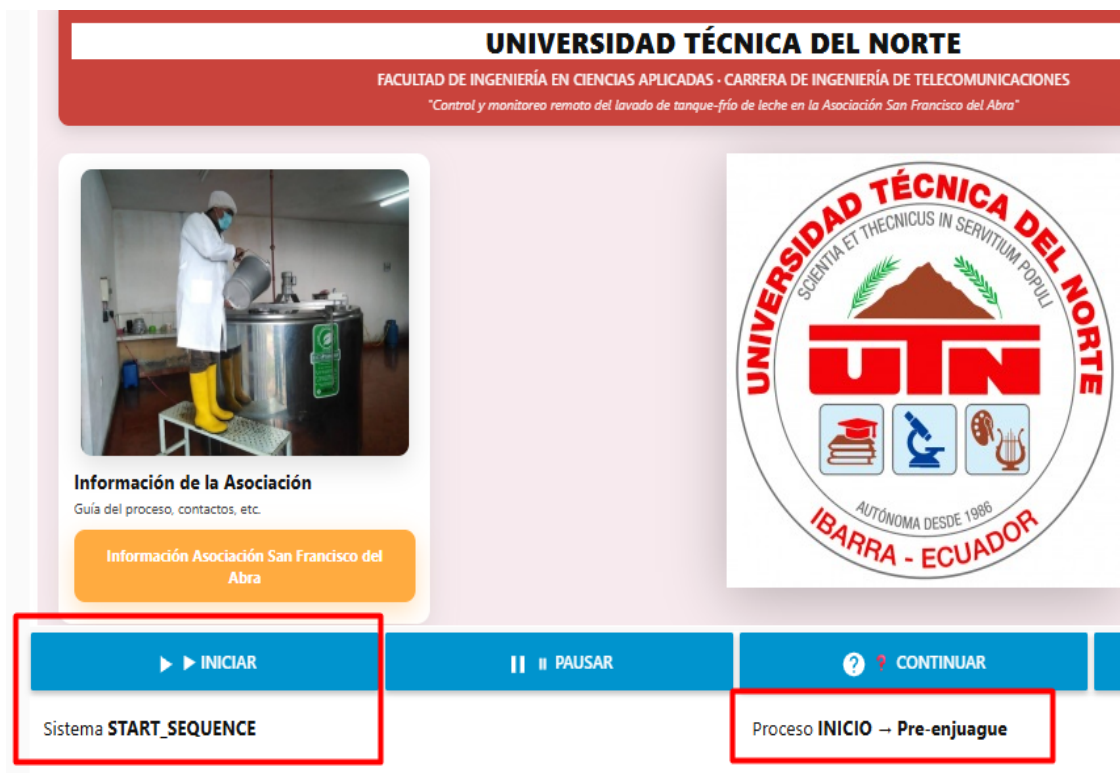 UNIVERSIDAD TÉCNICA DEL NORTE
FACULTAD DE INGENIERÍA EN CIENCIAS APLICADAS · CARRERA DE INGENIERÍA DE TELECOMUNICACIONES
"Control y monitoreo remoto del lavado de tanque-frío de leche en la Asociación San Francisco del Abra"
UNIVERSIDAD TÉCNICA DEL NORTE
SCIENTIA ET THECNICUS IN SERVITIUM POPULI
UTN
AUTÓNOMA DESDE 1986
IBARRA - ECUADOR
Información de la Asociación
Guía del proceso, contactos, etc.
Información Asociación San Francisco del
Abra
INICIAR
PAUSAR
? ? CONTINUAR
Sistema START_SEQUENCE
Proceso INICIO → Pre-enjuague